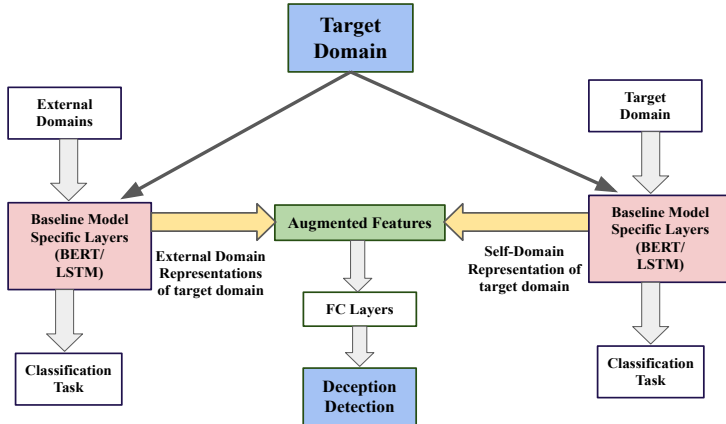 Target
Domain
External
Domains
Target
Domain
Baseline Model
Specific Layers
(BERT/
LSTM)
Augmented Features
Baseline Model
Specific Layers
(BERT/
LSTM)
External Domain
Representations
of target domain
Self-Domain
Representation of
target domain
FC Layers
Classification
Task
Deception
Detection
Classification
Task